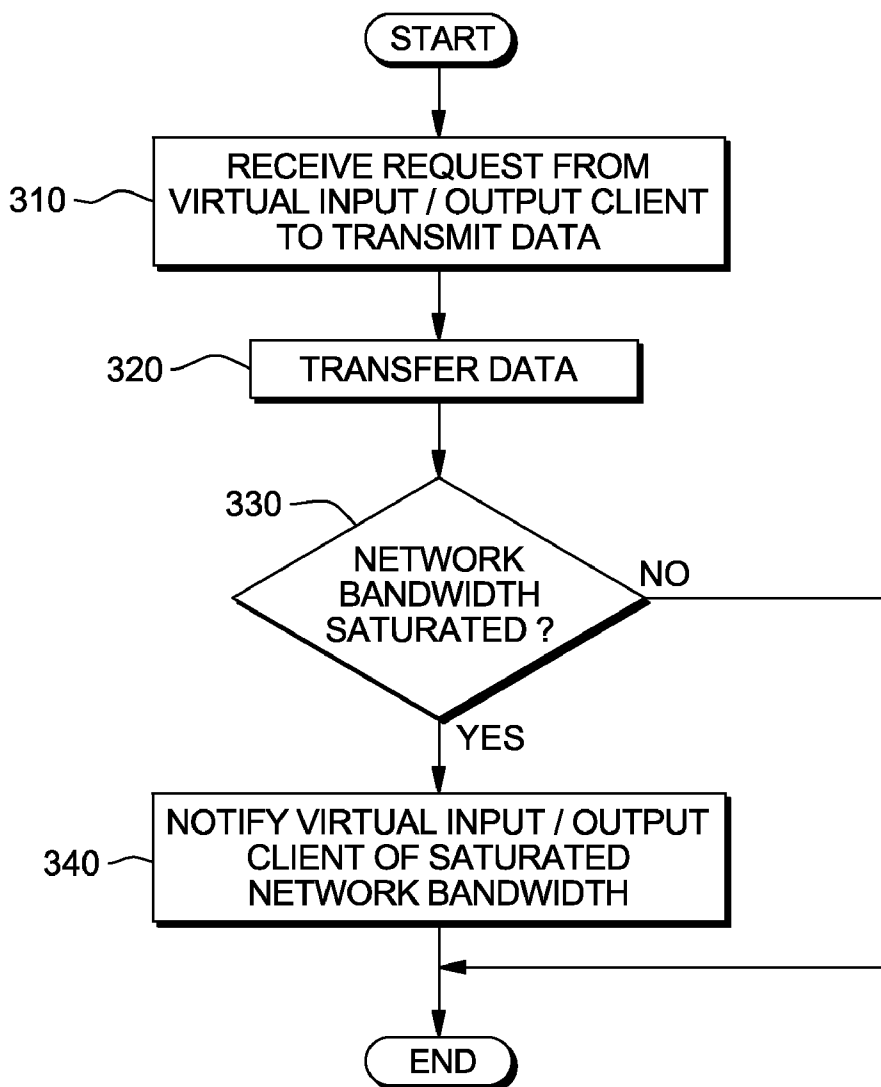 START
310
RECEIVE REQUEST FROM
VIRTUAL INPUT / OUTPUT CLIENT
TO TRANSMIT DATA
320
TRANSFER DATA
330
NETWORK
BANDWIDTH
SATURATED ?
NO
YES
340
NOTIFY VIRTUAL INPUT / OUTPUT
CLIENT OF SATURATED
NETWORK BANDWIDTH
END